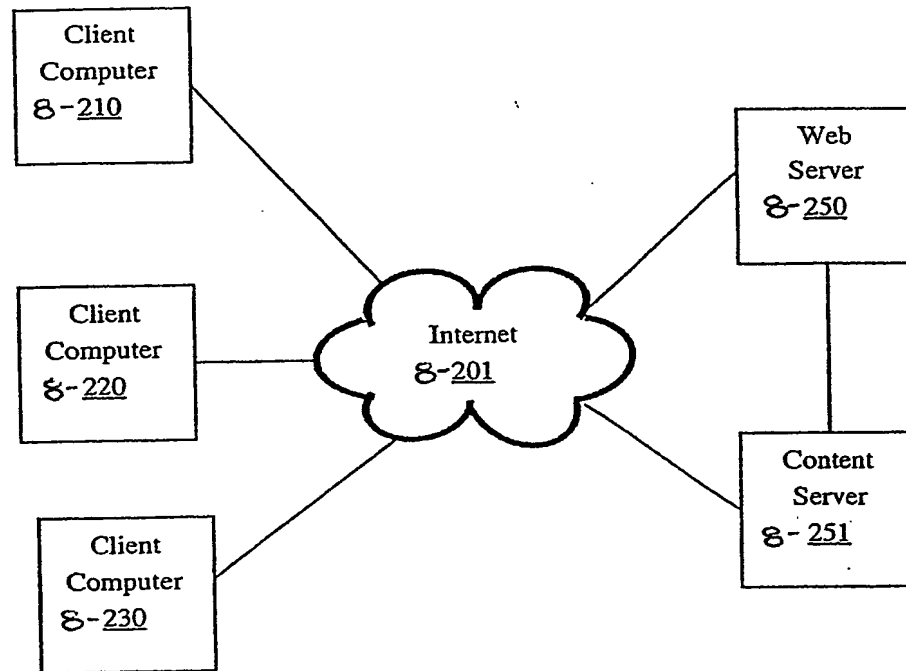 Client
Computer
8-210
Web
Server
8-250
Client
Computer
8-220
Internet
8-201
Content
Server
8-251
Client
Computer
8-230